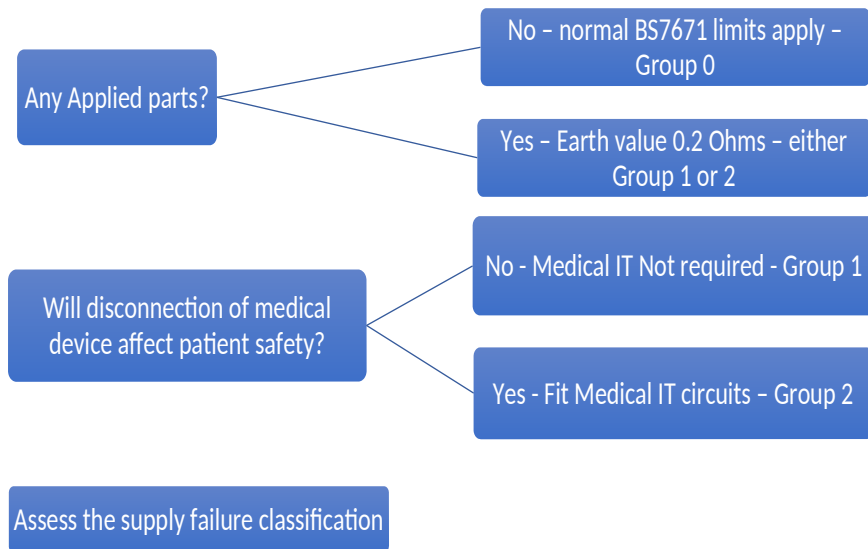 No – normal BS7671 limits apply –
Group 0
Any Applied parts?
Yes – Earth value 0.2 Ohms – either
Group 1 or 2
No - Medical IT Not required - Group 1
Will disconnection of medical
device affect patient safety?
Yes - Fit Medical IT circuits – Group 2
Assess the supply failure classification